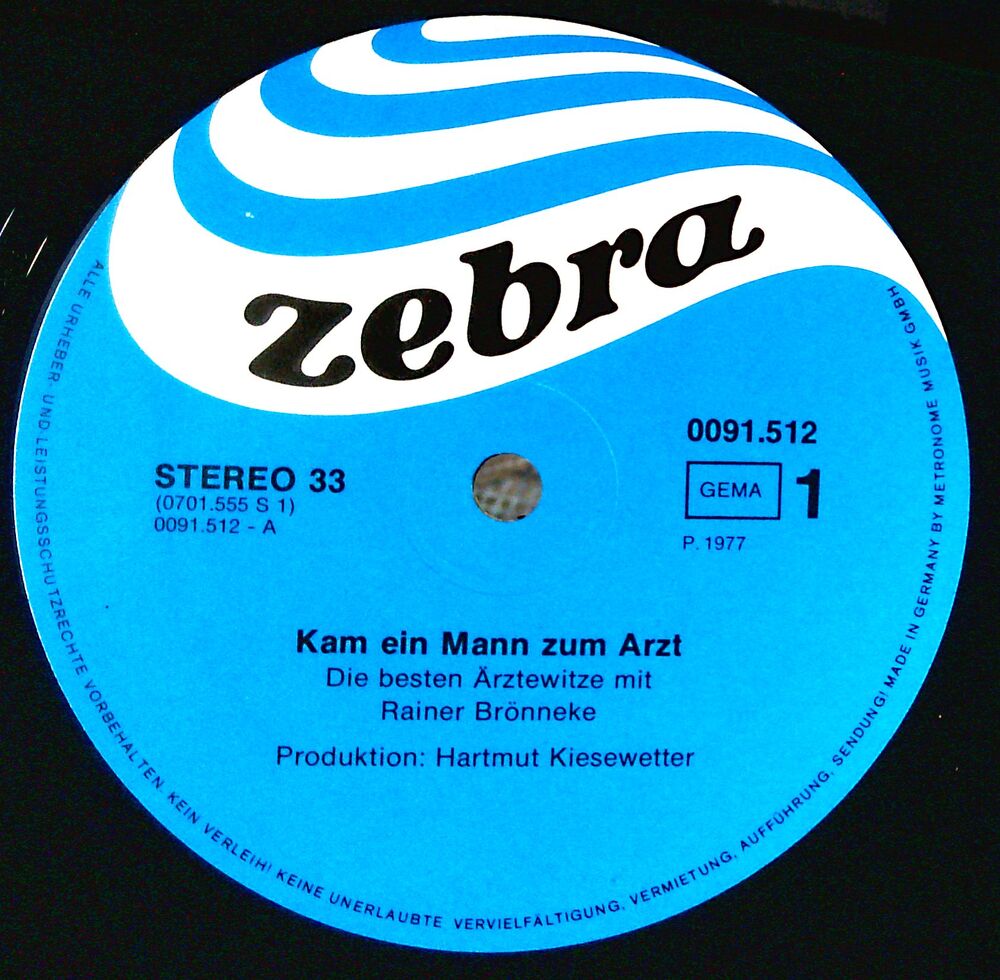 zebra
STEREO 33
(0701.555 S 1)
0091.512 - A
0091.512
GEMA 1
P. 1977
Kam ein Mann zum Arzt
Die besten Ärztewitze mit
Rainer Brönneke
Produktion: Hartmut Kiesewetter
ALLE URHEBER- UND LEISTUNGSSCHUTZRECHTE VORBEHALTEN. KEIN VERLEIH! KEINE UNERLAUBTE VERVIELFÄLTIGUNG, VERMIETUNG, AUFFÜHRUNG, SENDUNG! MADE IN GERMANY BY METRONOME MUSIK GMBH